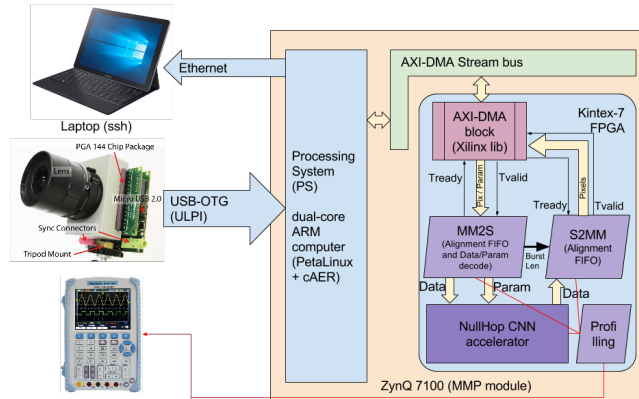 Ethernet
Laptop (ssh)
PGA 144 Chip Package
Lens
Micro USB 2.0
Sync Connectors
Tripod Mount
USB-OTG
(ULPI)
Processing
System
(PS)
dual-core
ARM
computer
(PetaLinux
+ cAER)
AXI-DMA Stream bus
Kintex-7
FPGA
AXI-DMA
block
(Xilinx lib)
Tready
Pix / Param
Tvalid
Tready
Pixels
Tvalid
MM2S
(Alignment FIFO
and Data/Param
decode)
Burst
Len
S2MM
(Alignment
FIFO)
Data
Param
Data
NullHop CNN
accelerator
Profi
lling
ZynQ 7100 (MMP module)